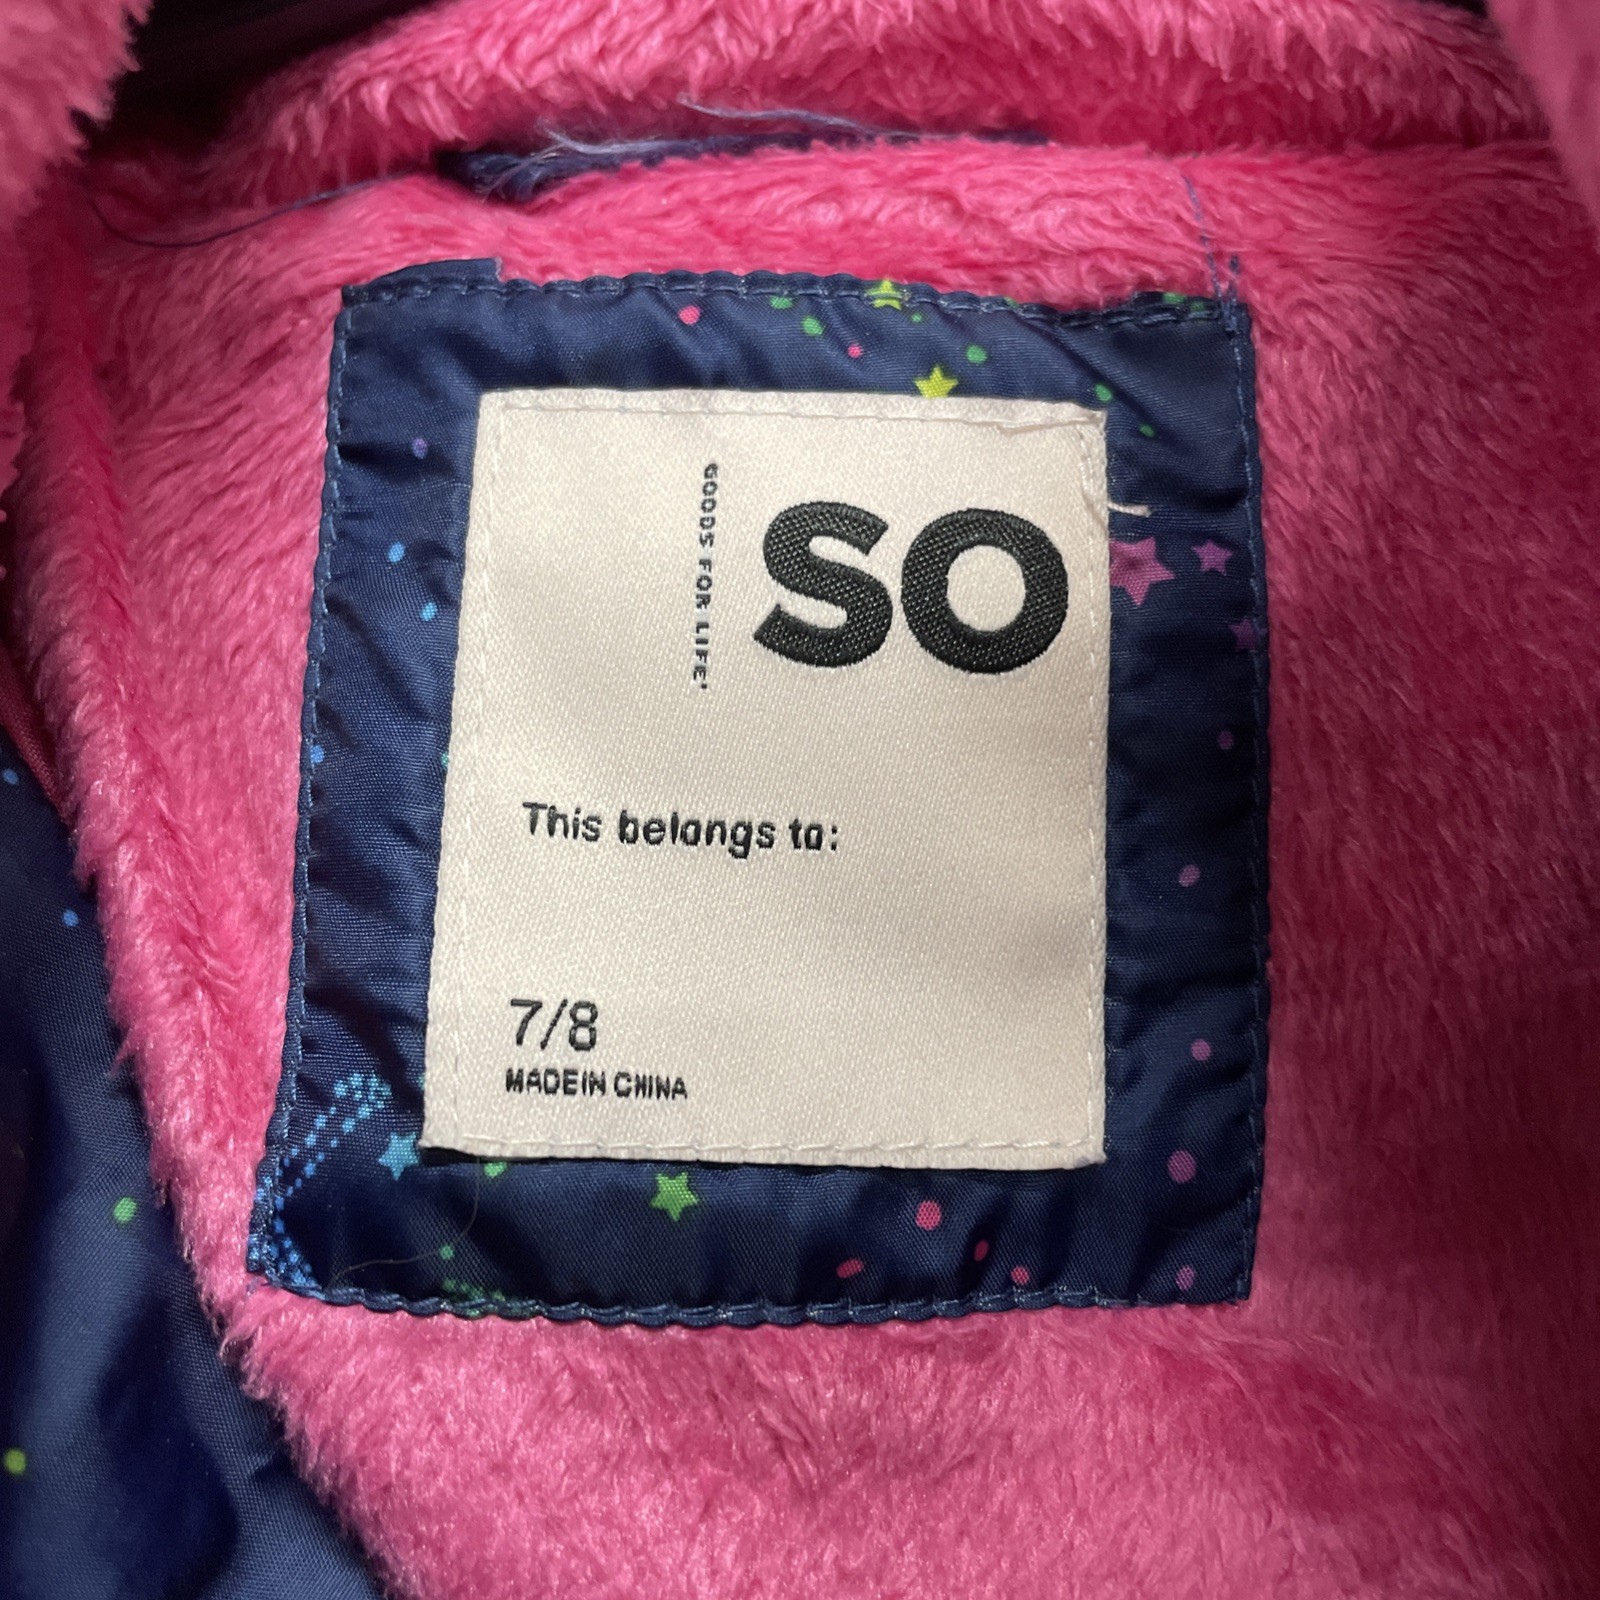 GOODS FOR LIFE'
SO
This belongs to:
7/8
MADE IN CHINA